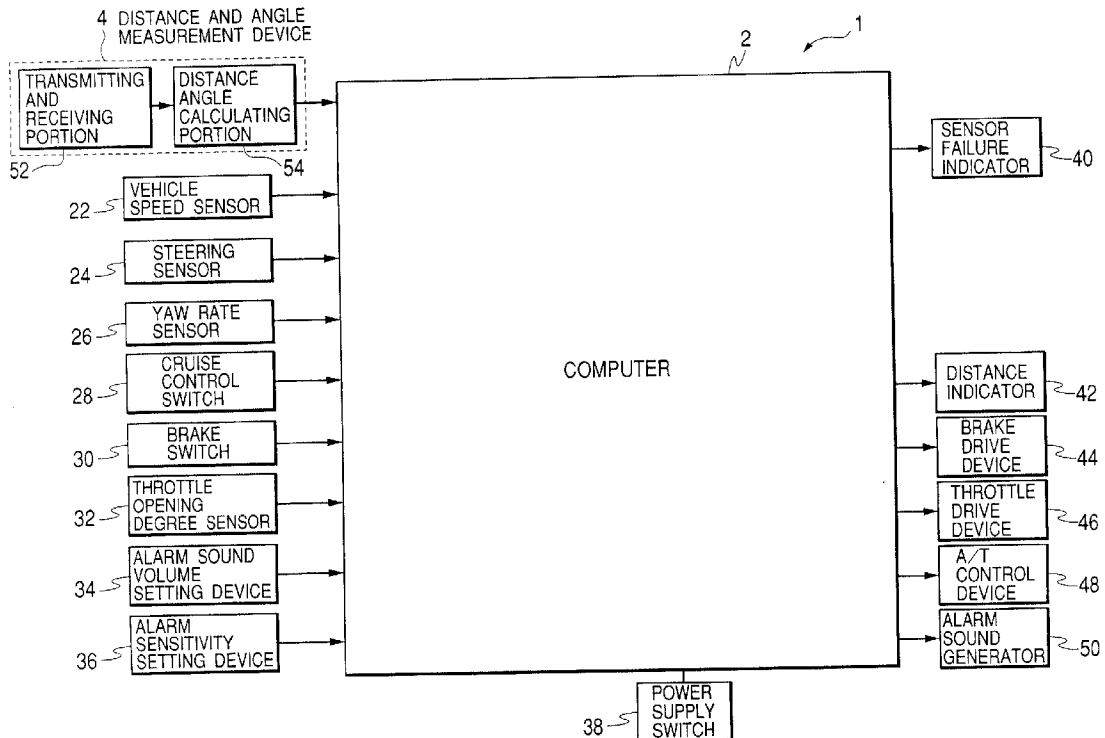 4 DISTANCE AND ANGLE
MEASUREMENT DEVICE
1
2
TRANSMITTING
AND
RECEIVING
PORTION
DISTANCE
ANGLE
CALCULATING
PORTION
52
54
22
VEHICLE
SPEED SENSOR
24
STEERING
SENSOR
26
YAW RATE
SENSOR
28
CRUISE
CONTROL
SWITCH
30
BRAKE
SWITCH
32
THROTTLE
OPENING
DEGREE SENSOR
34
ALARM SOUND
VOLUME
SETTING DEVICE
36
ALARM
SENSITIVITY
SETTING DEVICE
COMPUTER
38
POWER
SUPPLY
SWITCH
SENSOR
FAILURE
INDICATOR
40
DISTANCE
INDICATOR
42
BRAKE
DRIVE
DEVICE
44
THROTTLE
DRIVE
DEVICE
46
A/T
CONTROL
DEVICE
48
ALARM
SOUND
GENERATOR
50